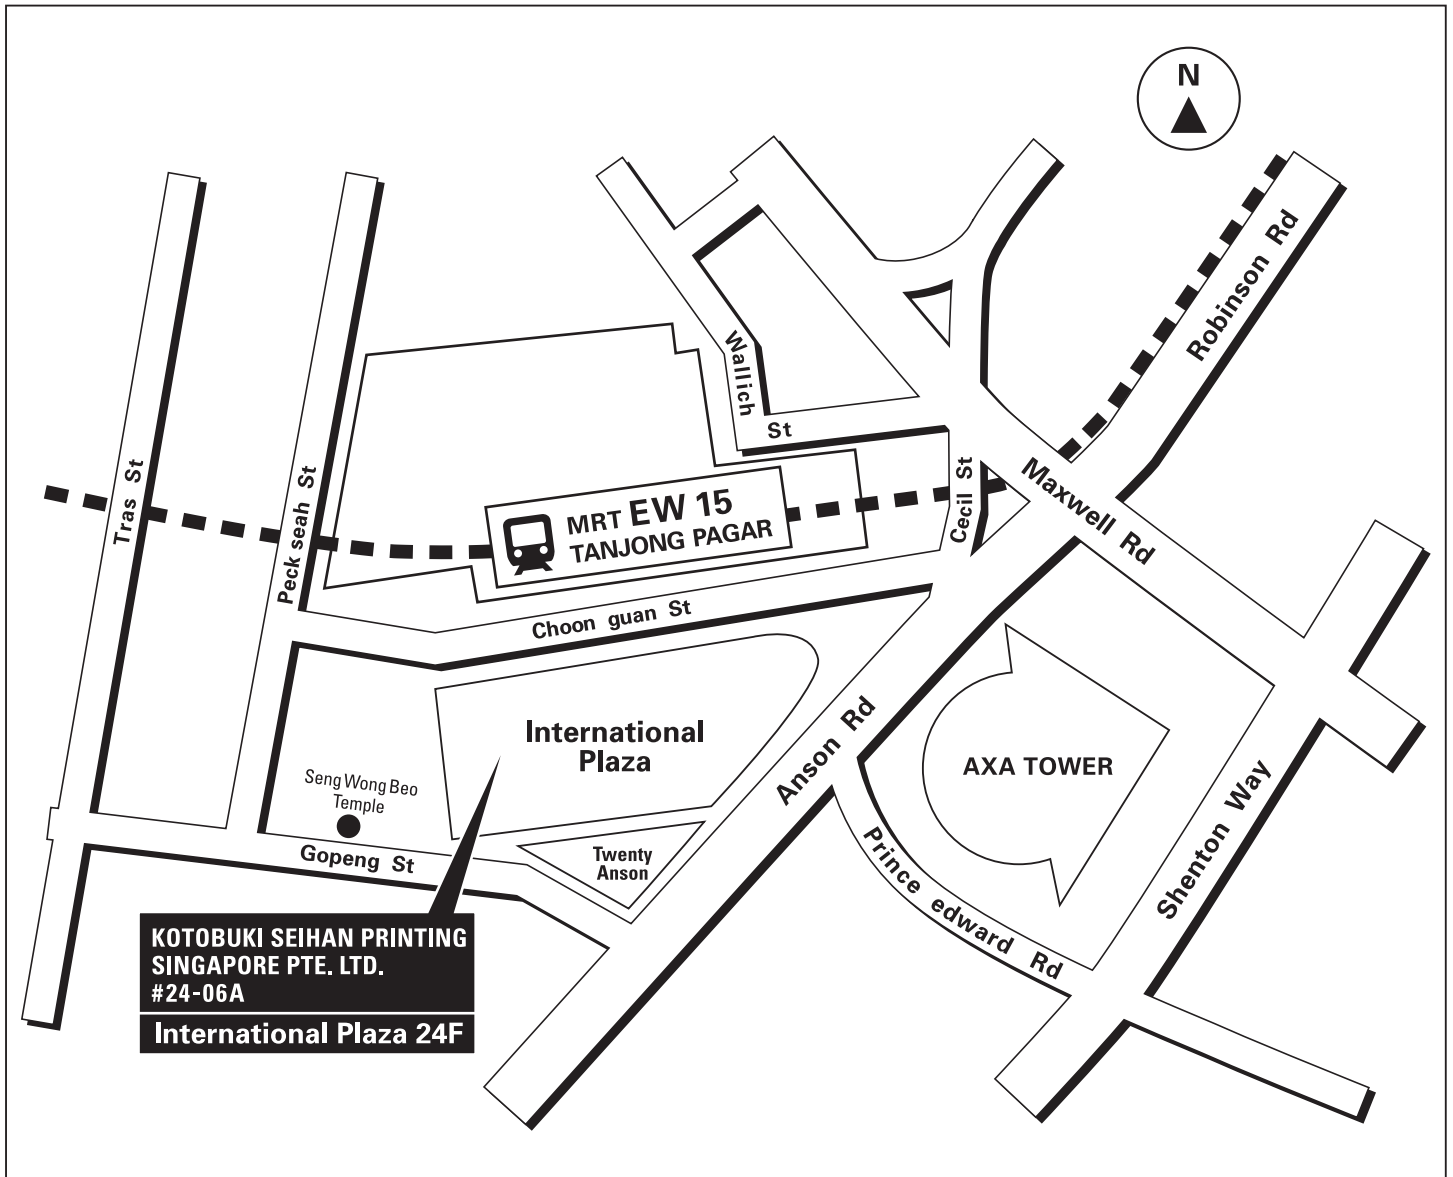 N
Robinson Rd
Wallich
St
Tras St
Peck seah St
MRT EW 15
TANJONG PAGAR
Cecil St
Maxwell Rd
Choon guan St
International
Plaza
Anson Rd
AXA TOWER
Seng Wong Beo
Temple
Gopeng St
Twenty
Anson
Prince edward Rd
Shenton Way
KOTOBUKI SEIHAN PRINTING
SINGAPORE PTE. LTD.
#24-06A
International Plaza 24F